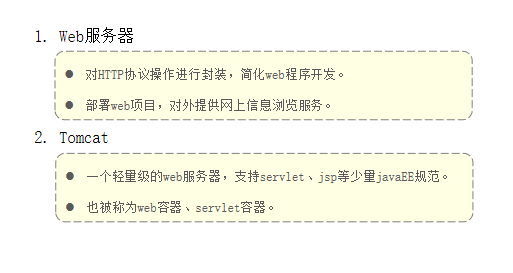 1. Web服务器
● 对HTTP协议操作进行封装，简化web程序开发。
● 部署web项目，对外提供网上信息浏览服务。
2. Tomcat
● 一个轻量级的web服务器，支持servlet、jsp等少量javaEE规范。
● 也被称为web容器、servlet容器。